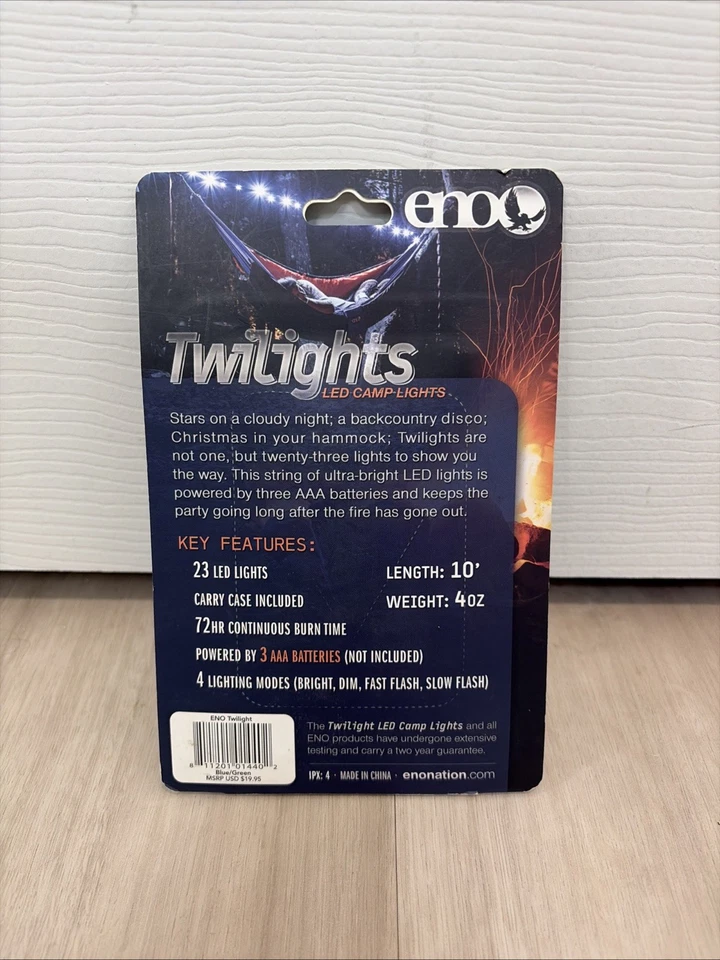 eno
Twilights
LED CAMP LIGHTS
Stars on a cloudy night; a backcountry disco;
Christmas in your hammock; Twilights are
not one, but twenty-three lights to show you
the way. This string of ultra-bright LED lights is
powered by three AAA batteries and keeps the
party going long after the fire has gone out.
KEY FEATURES:
23 LED LIGHTS
CARRY CASE INCLUDED
72HR CONTINUOUS BURN TIME
POWERED BY 3 AAA BATTERIES (NOT INCLUDED)
4 LIGHTING MODES (BRIGHT, DIM, FAST FLASH, SLOW FLASH)
LENGTH: 10'
WEIGHT: 4OZ
ENO Twilight
8 11201 01440 2
Blue/Green
MSRP USD $19.95
The Twilight LED Camp Lights and all
ENO products have undergone extensive
testing and carry a two year guarantee.
IPX: 4 · MADE IN CHINA · enonation.com